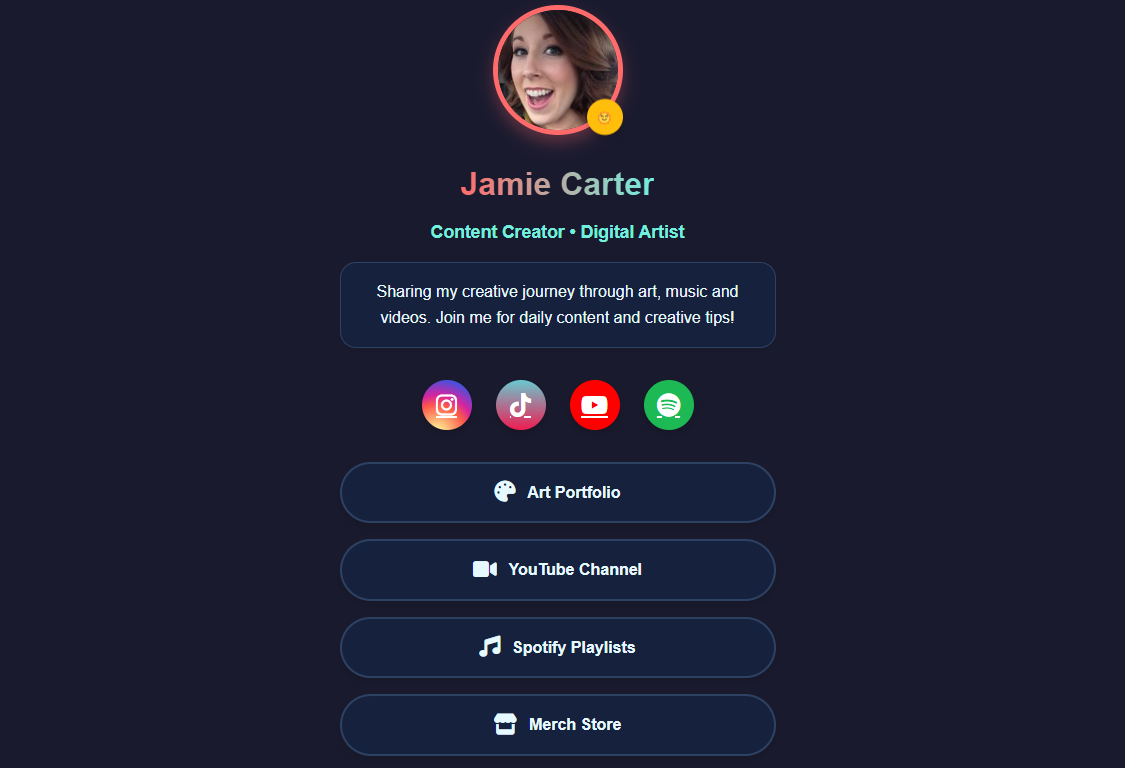 Jamie Carter
Content Creator • Digital Artist
Sharing my creative journey through art, music and
videos. Join me for daily content and creative tips!
Art Portfolio
YouTube Channel
Spotify Playlists
Merch Store